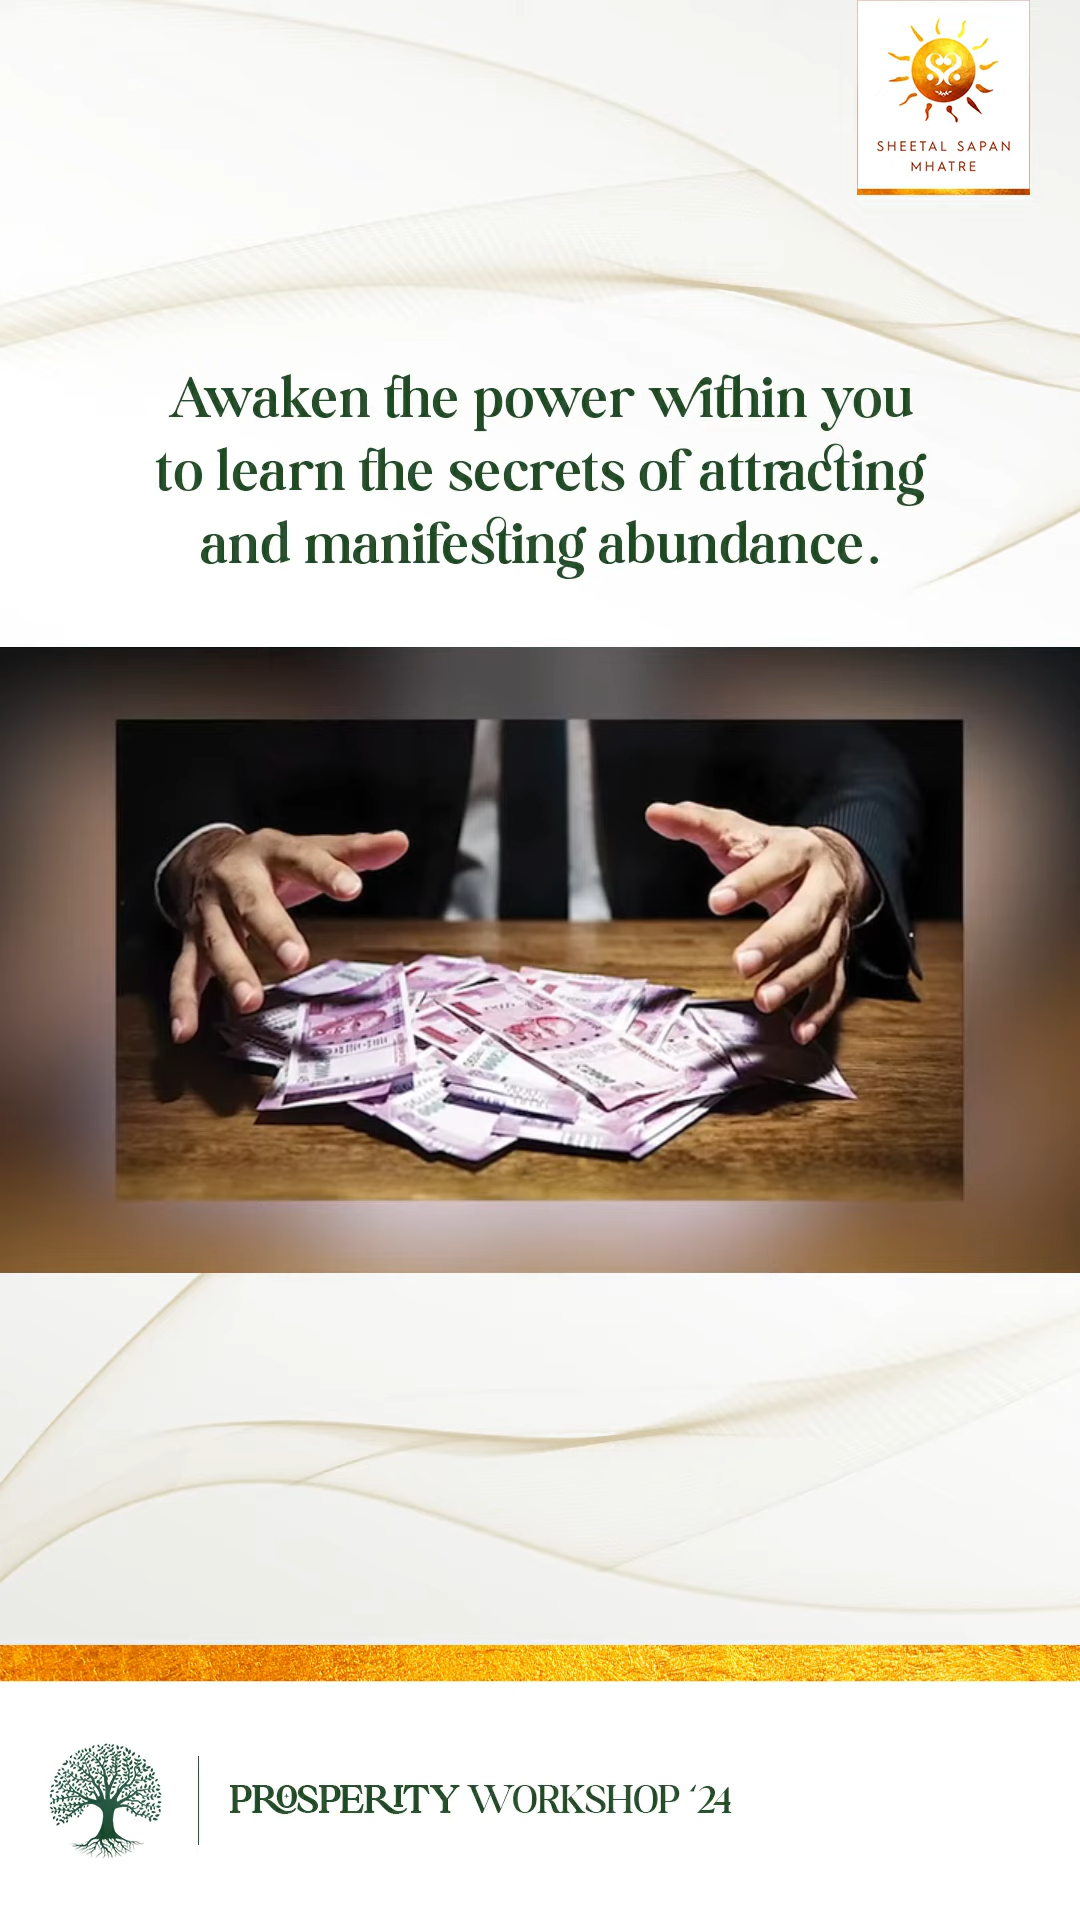 SHEETAL SAPAN
MHATRE
Awaken the power within you
to learn the secrets of attracting
and manifesting abundance.
PROSPERITY WORKSHOP ‘24